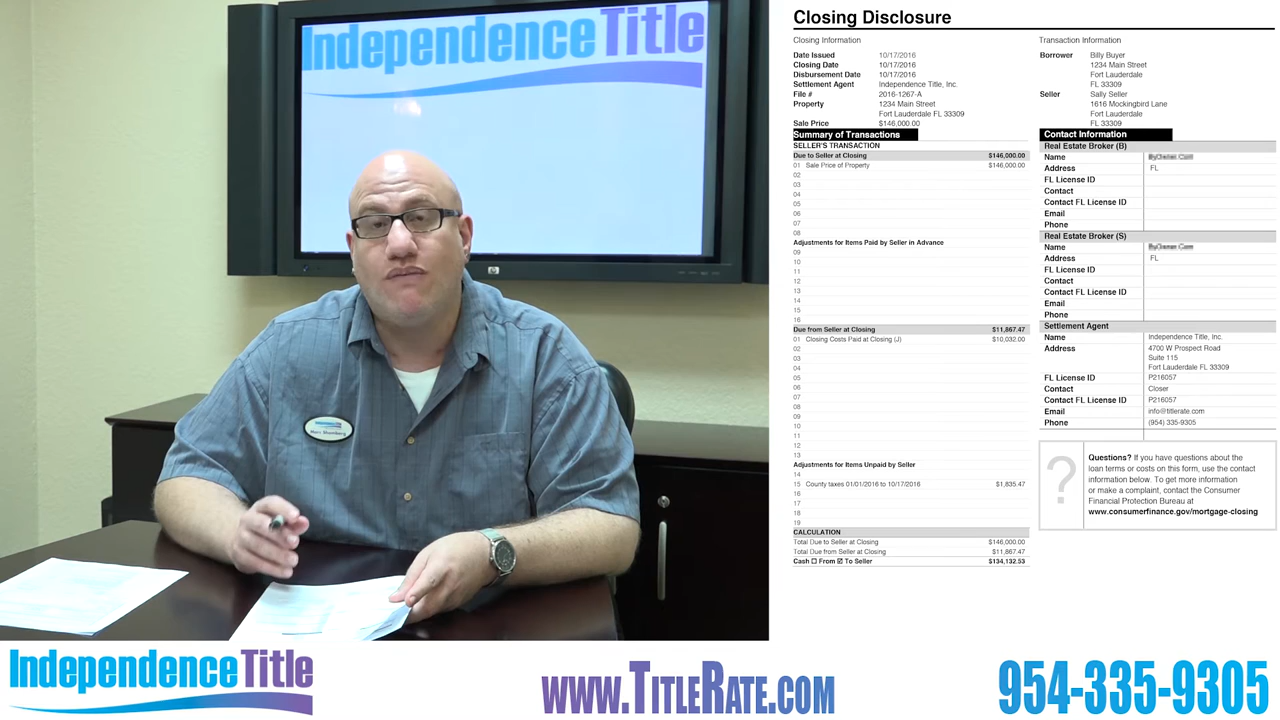 IndependenceTitle
Closing Disclosure
Closing Information
Date Issued 10/17/2016
Closing Date 10/17/2016
Disbursement Date 10/17/2016
Settlement Agent Independence Title, Inc.
File # 2016-1267-A
Property 1234 Main Street
Fort Lauderdale FL 33309
Sale Price $146,000.00
Transaction Information
Borrower Billy Buyer
1234 Main Street
Fort Lauderdale
FL 33309
Seller Sally Seller
1616 Mockingbird Lane
Fort Lauderdale
FL 33309
Summary of Transactions
SELLER'S TRANSACTION
Due to Seller at Closing $146,000.00
01 Sale Price of Property $146,000.00
02
03
04
05
06
07
08
Adjustments for Items Paid by Seller in Advance
09
10
11
12
13
14
15
16
Due from Seller at Closing $11,867.47
01 Closing Costs Paid at Closing (J) $10,032.00
02
03
04
05
06
07
08
09
10
11
12
13
Adjustments for Items Unpaid by Seller
14
15 County taxes 01/01/2016 to 10/17/2016 $1,835.47
16
17
18
19
CALCULATION
Total Due to Seller at Closing $146,000.00
Total Due from Seller at Closing $11,867.47
Cash ☐ From ☑ To Seller $134,132.53
Contact Information
Real Estate Broker (B)
Name
Address FL
FL License ID
Contact
Contact FL License ID
Email
Phone
Real Estate Broker (S)
Name
Address FL
FL License ID
Contact
Contact FL License ID
Email
Phone
Settlement Agent
Name Independence Title, Inc.
Address 4700 W Prospect Road
Suite 115
Fort Lauderdale FL 33309
FL License ID P216057
Contact Closer
Contact FL License ID P216057
Email info@titlerate.com
Phone (954) 335-9305
?
Questions? If you have questions about the
loan terms or costs on this form, use the contact
information below. To get more information
or make a complaint, contact the Consumer
Financial Protection Bureau at
www.consumerfinance.gov/mortgage-closing
hp
IndependenceTitle
www.TitleRate.com
954-335-9305